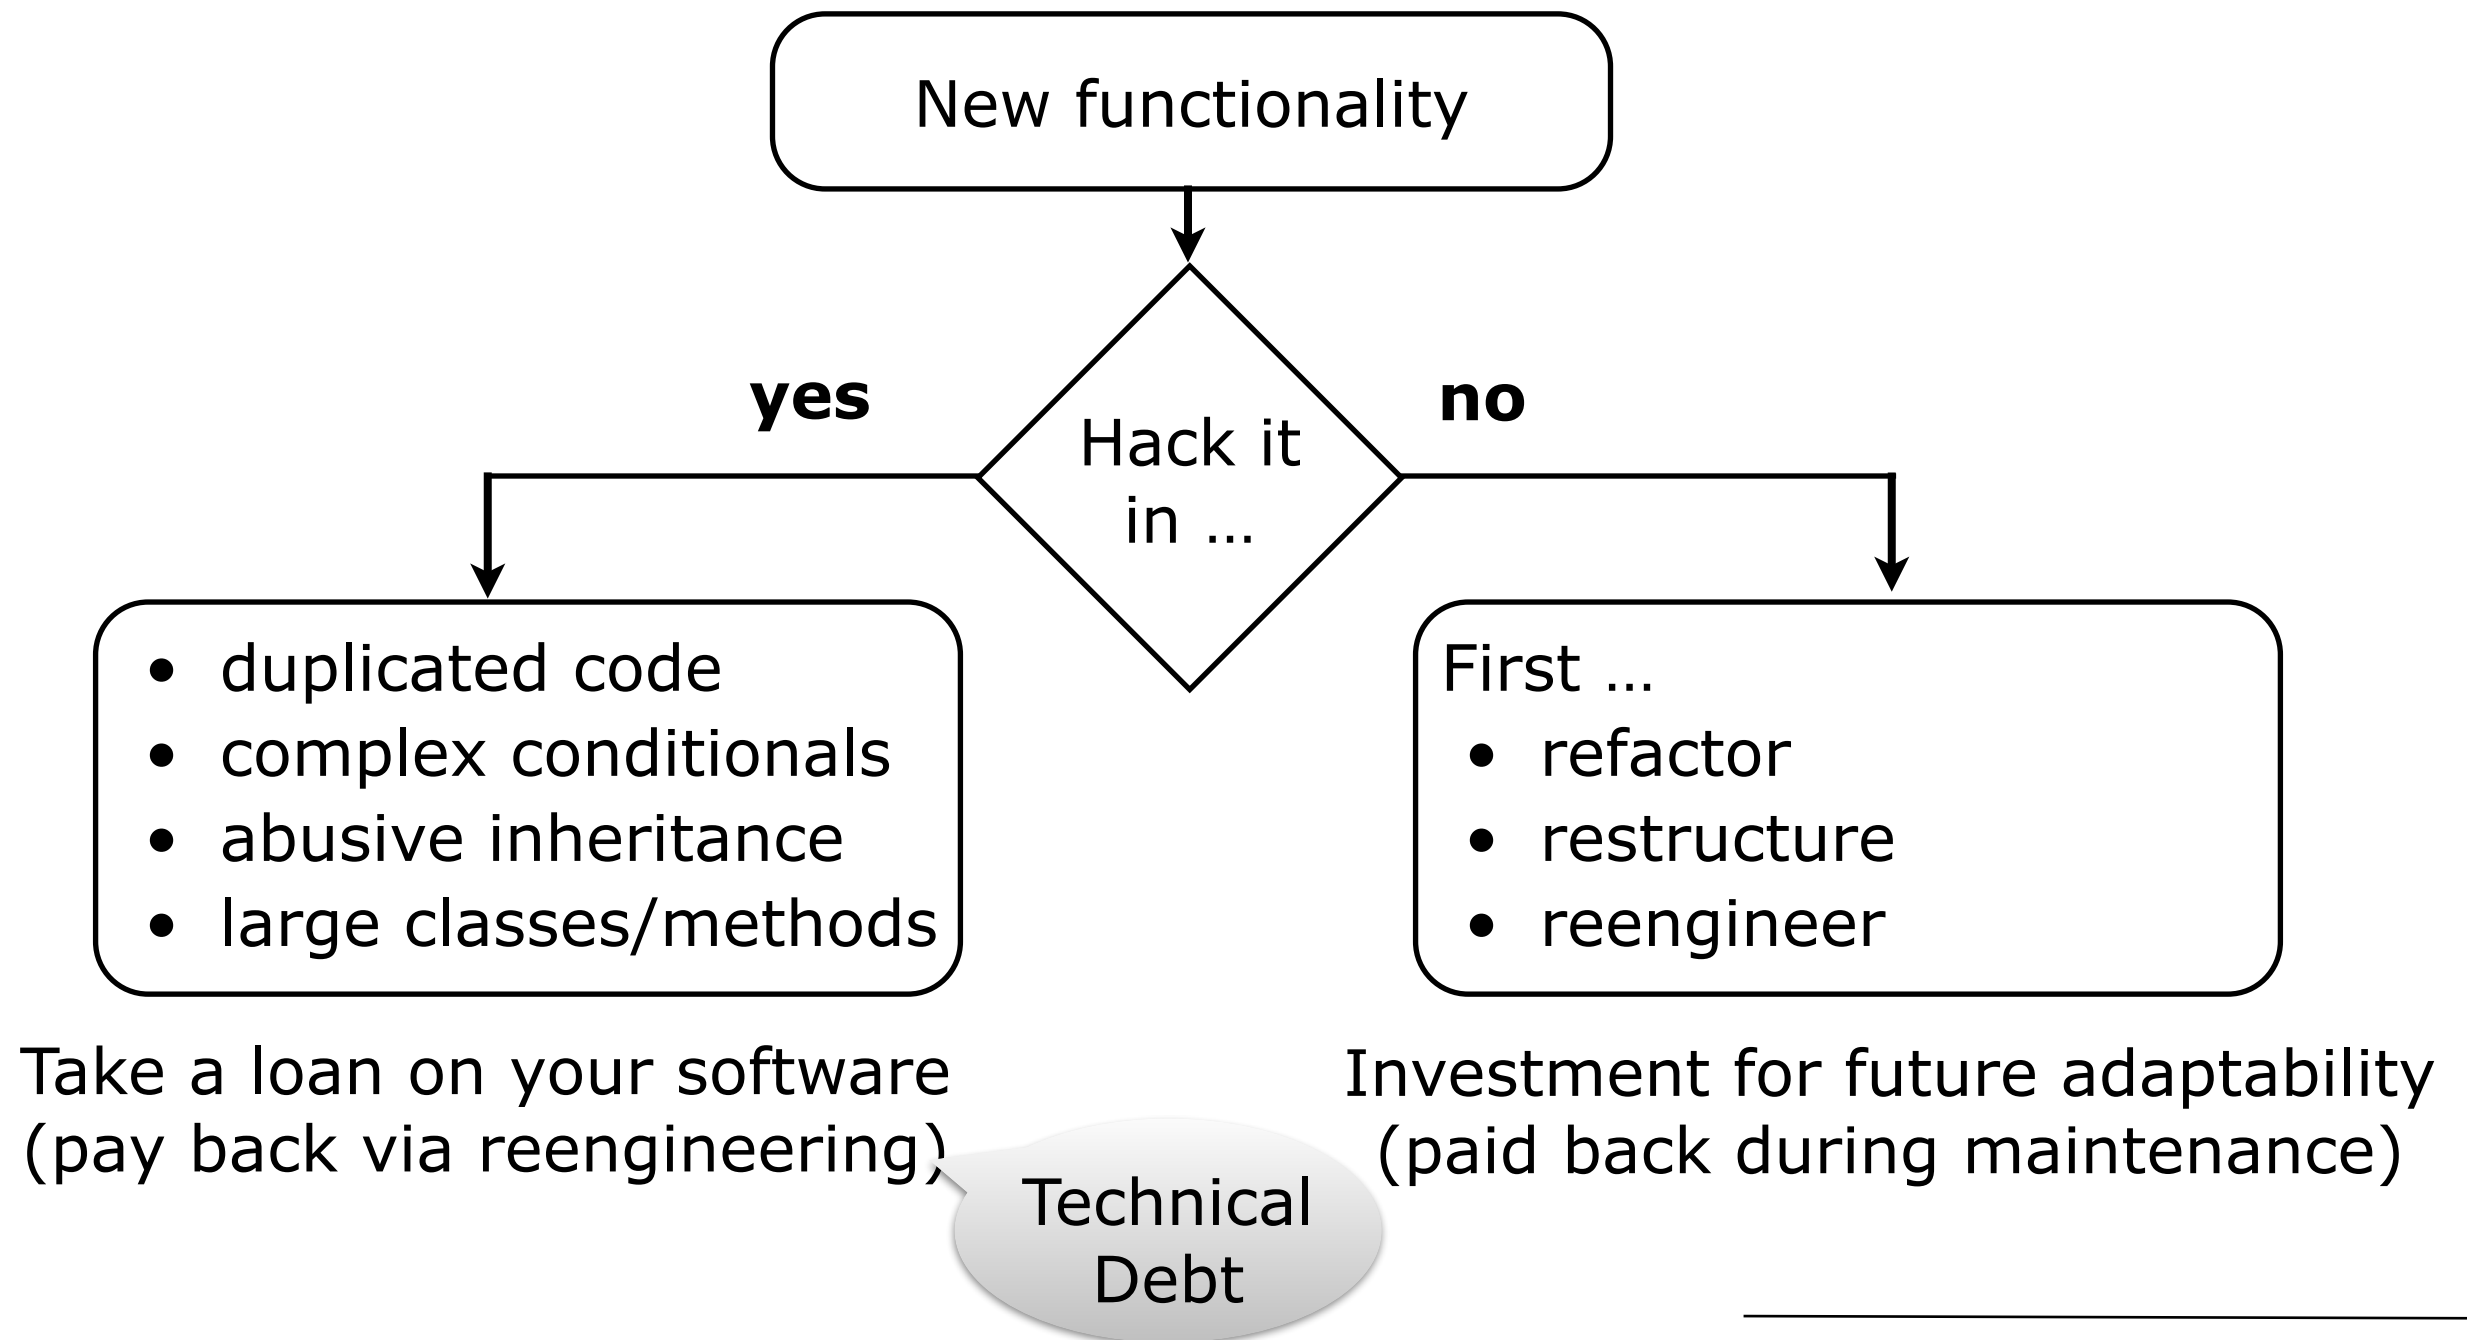 New functionality
yes
no
Hack it
in ...
• duplicated code
• complex conditionals
• abusive inheritance
• large classes/methods
First ...
• refactor
• restructure
• reengineer
Take a loan on your software
(pay back via reengineering)
Investment for future adaptability
(paid back during maintenance)
Technical
Debt